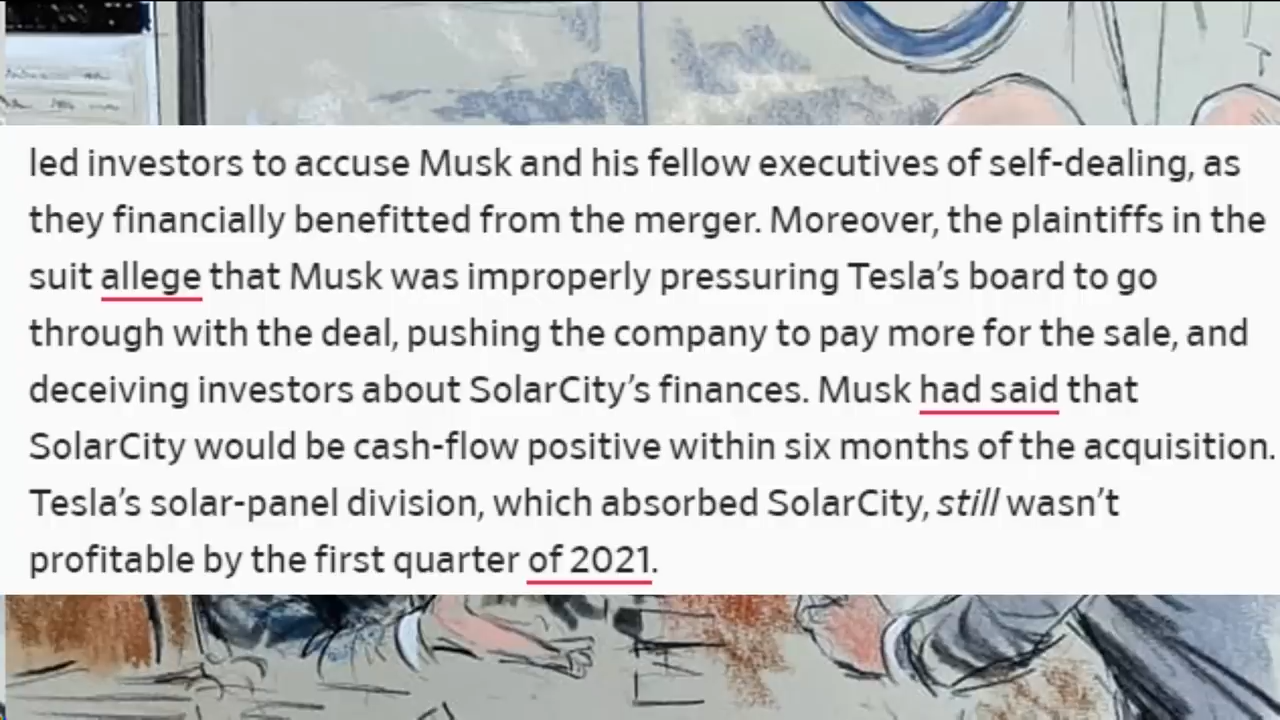 led investors to accuse Musk and his fellow executives of self-dealing, as
they financially benefitted from the merger. Moreover, the plaintiffs in the
suit allege that Musk was improperly pressuring Tesla’s board to go
through with the deal, pushing the company to pay more for the sale, and
deceiving investors about SolarCity’s finances. Musk had said that
SolarCity would be cash-flow positive within six months of the acquisition.
Tesla’s solar-panel division, which absorbed SolarCity, still wasn’t
profitable by the first quarter of 2021.